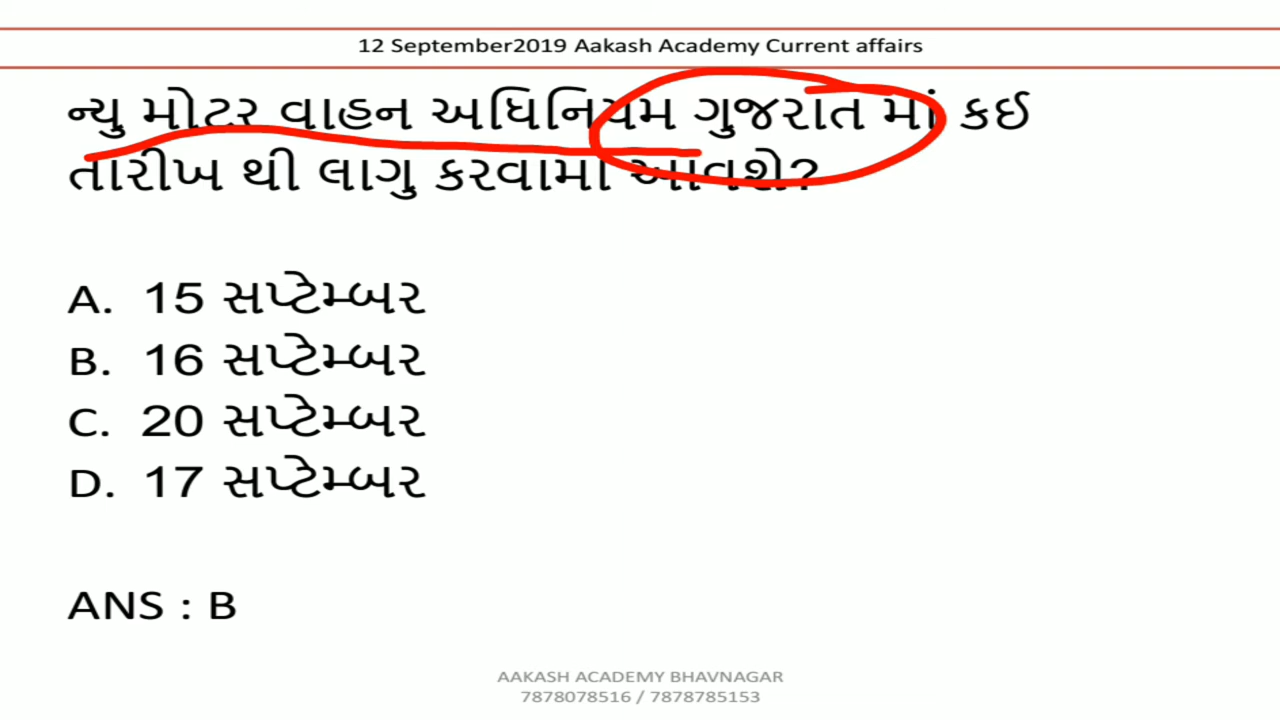 12 September2019 Aakash Academy Current affairs
ન્યુ મોટર વાહન અધિનિયમ ગુજરાત માં કઈ
તારીખ થી લાગુ કરવામાં આવશે?
A. 15 સપ્ટેમ્બર
B. 16 સપ્ટેમ્બર
C. 20 સપ્ટેમ્બર
D. 17 સપ્ટેમ્બર
ANS : B
AAKASH ACADEMY BHAVNAGAR
7878078516 / 7878785153